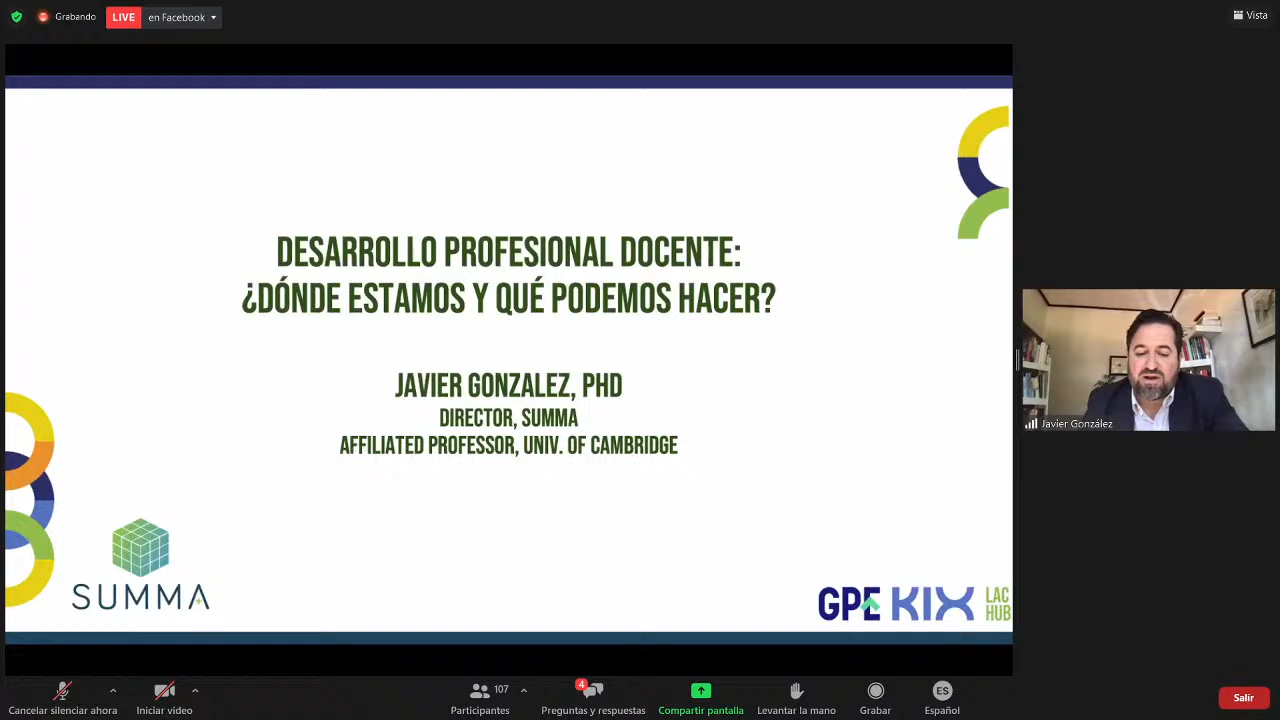 Grabando
LIVE
en Facebook
Vista
DESARROLLO PROFESIONAL DOCENTE:
¿DÓNDE ESTAMOS Y QUÉ PODEMOS HACER?
JAVIER GONZALEZ, PHD
DIRECTOR, SUMMA
AFFILIATED PROFESSOR, UNIV. OF CAMBRIDGE
SUMMA
GPE KIX LAC
HUB
Javier González
Cancelar silenciar ahora
Iniciar video
107
Participantes
4
Preguntas y respuestas
Compartir pantalla
Levantar la mano
Grabar
ES
Español
Salir